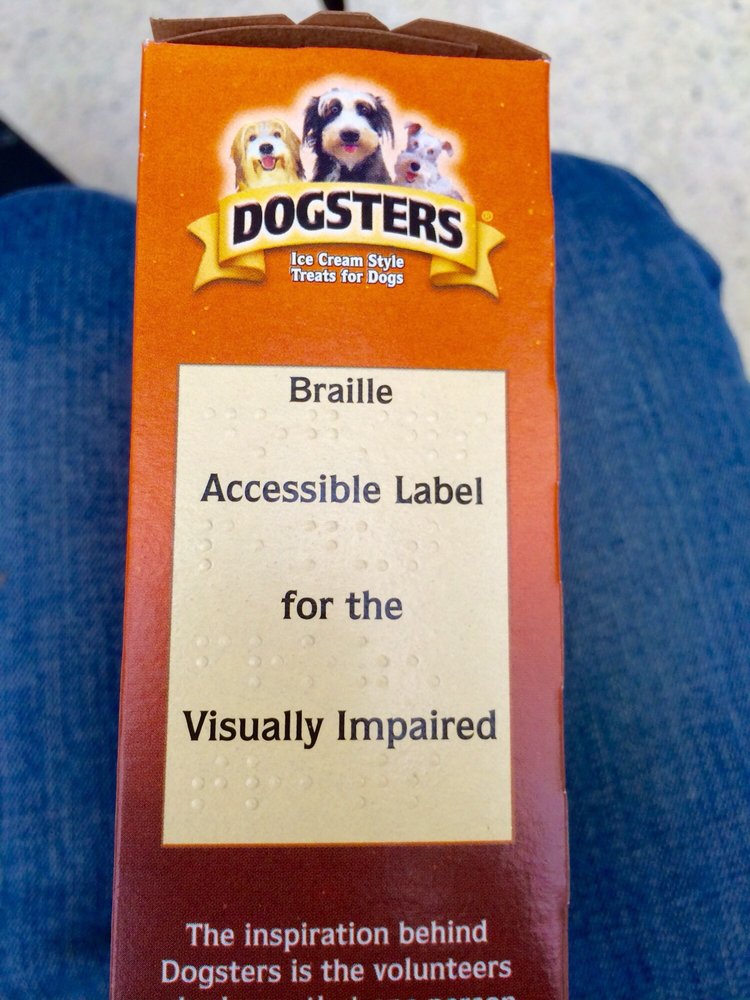 DOGSTERS®
Ice Cream Style
Treats for Dogs
Braille
Accessible Label
for the
Visually Impaired
The inspiration behind
Dogsters is the volunteers